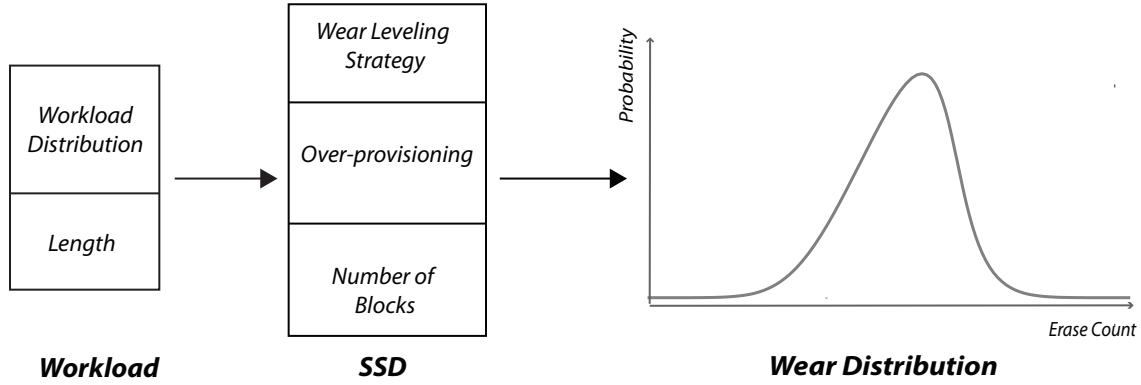 Workload
Distribution
Length
Workload
Wear Leveling
Strategy
Over-provisioning
Number of
Blocks
SSD
Probability
Erase Count
Wear Distribution